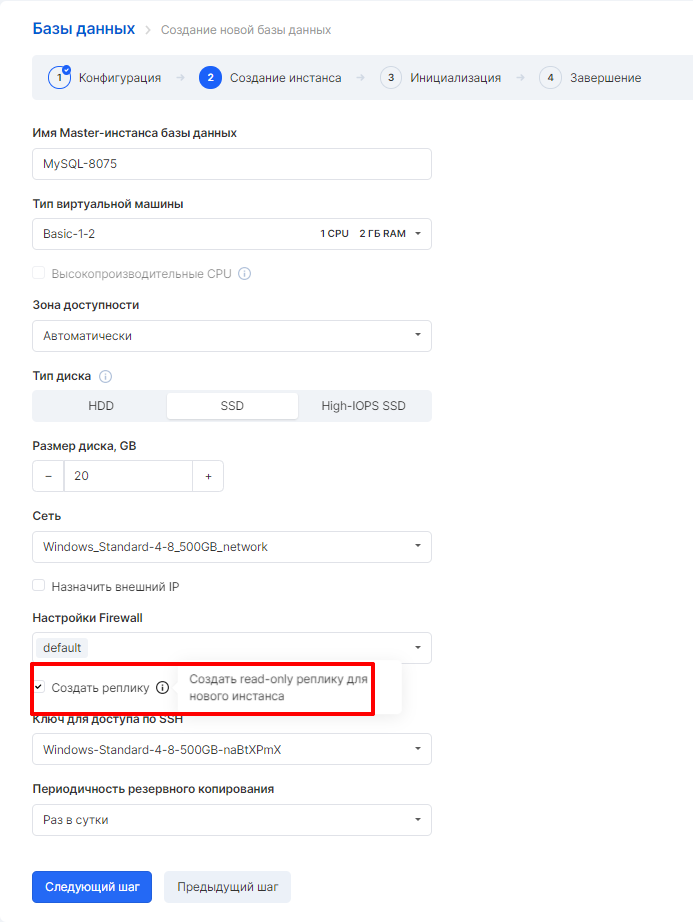 Базы данных > Создание новой базы данных
1 Конфигурация → 2 Создание инстанса → 3 Инициализация → 4 Завершение
Имя Master-инстанса базы данных
MySQL-8075
Тип виртуальной машины
Basic-1-2 1 CPU 2 ГБ RAM
Высокопроизводительные CPU
Зона доступности
Автоматически
Тип диска
HDD SSD High-IOPS SSD
Размер диска, GB
− 20 +
Сеть
Windows_Standard-4-8_500GB_network
Назначить внешний IP
Настройки Firewall
default
Создать реплику
Создать read-only реплику для
нового инстанса
Ключ для доступа по SSH
Windows-Standard-4-8-500GB-naBtXPmX
Периодичность резервного копирования
Раз в сутки
Следующий шаг Предыдущий шаг